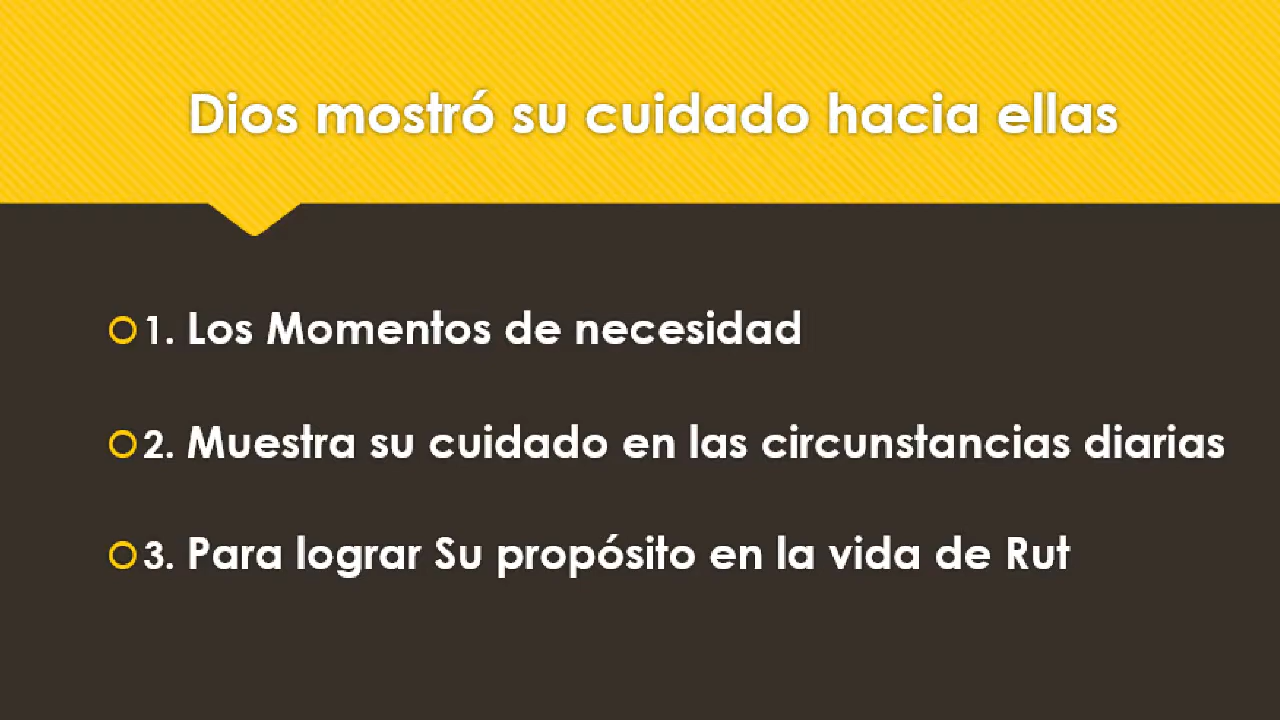 Dios mostró su cuidado hacia ellas
1. Los Momentos de necesidad
2. Muestra su cuidado en las circunstancias diarias
3. Para lograr Su propósito en la vida de Rut